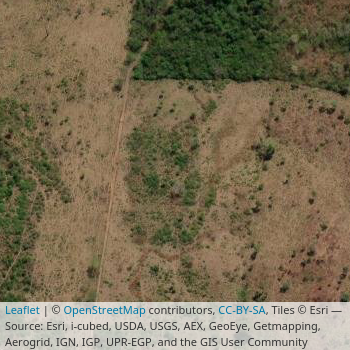 Leaflet | © OpenStreetMap contributors, CC-BY-SA, Tiles © Esri —
Source: Esri, i-cubed, USDA, USGS, AEX, GeoEye, Getmapping,
Aerogrid, IGN, IGP, UPR-EGP, and the GIS User Community